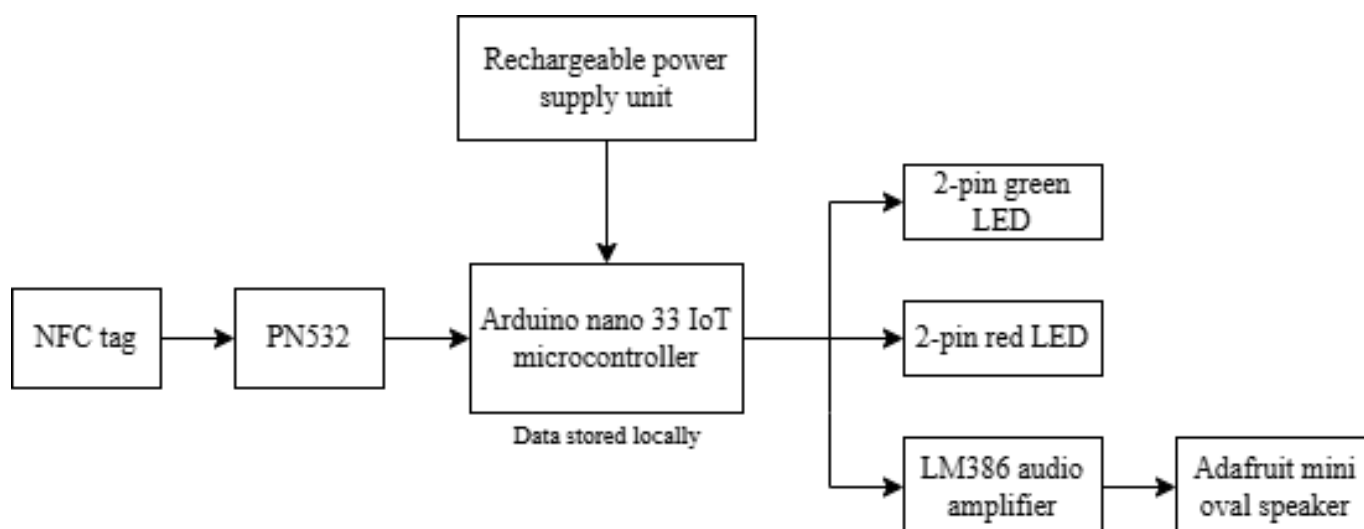 Rechargeable power
supply unit
2-pin green
LED
NFC tag
PN532
Arduino nano 33 IoT
microcontroller
2-pin red LED
Data stored locally
LM386 audio
amplifier
Adafruit mini
oval speaker